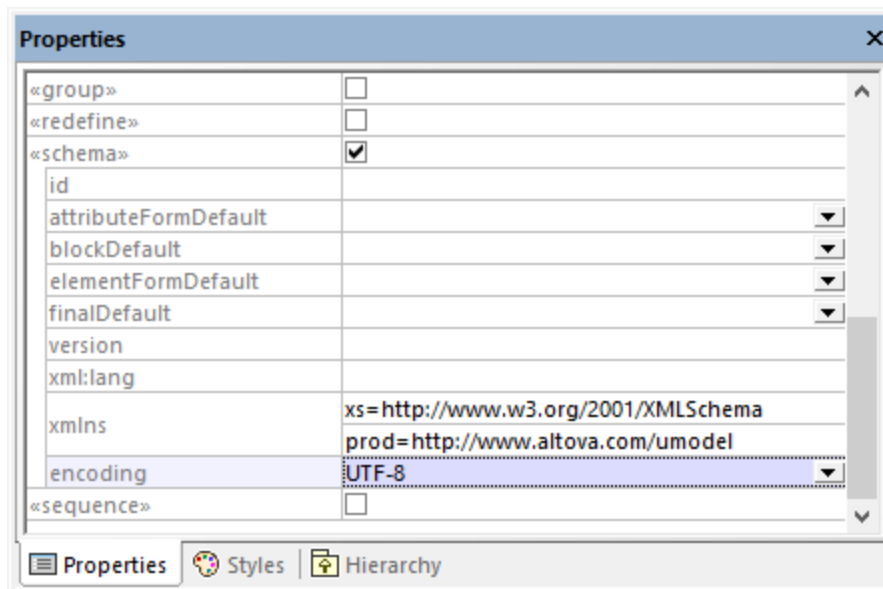 Properties
«group»
«redefine»
«schema»
id
attributeFormDefault
blockDefault
elementFormDefault
finalDefault
version
xml:lang
xmlns
xs=http://www.w3.org/2001/XMLSchema
prod=http://www.altova.com/umodel
encoding UTF-8
«sequence»
Properties Styles Hierarchy